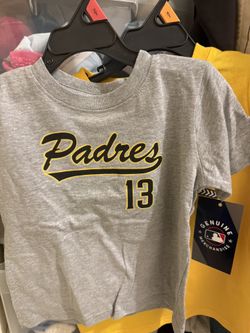 Padres
13
GENUINE
MERCHANDISE